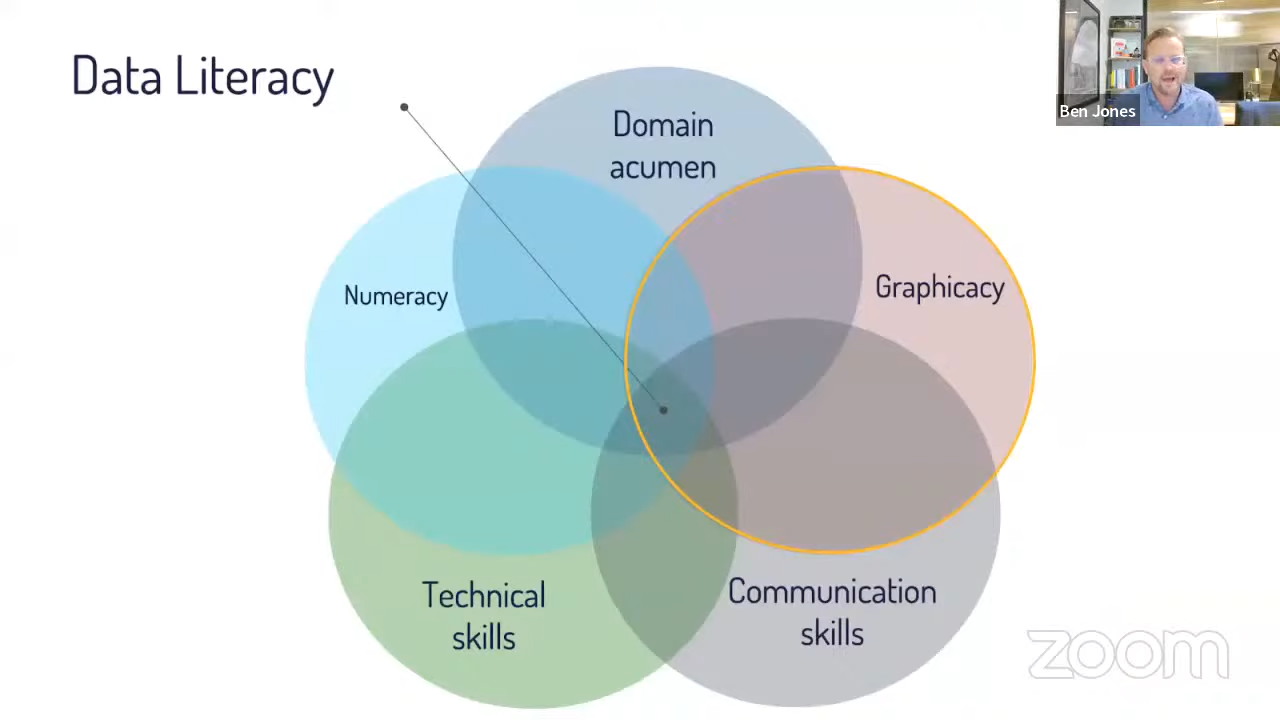 Data Literacy
Ben Jones
Domain
acumen
Numeracy
Graphicacy
Technical
skills
Communication
skills
zoom